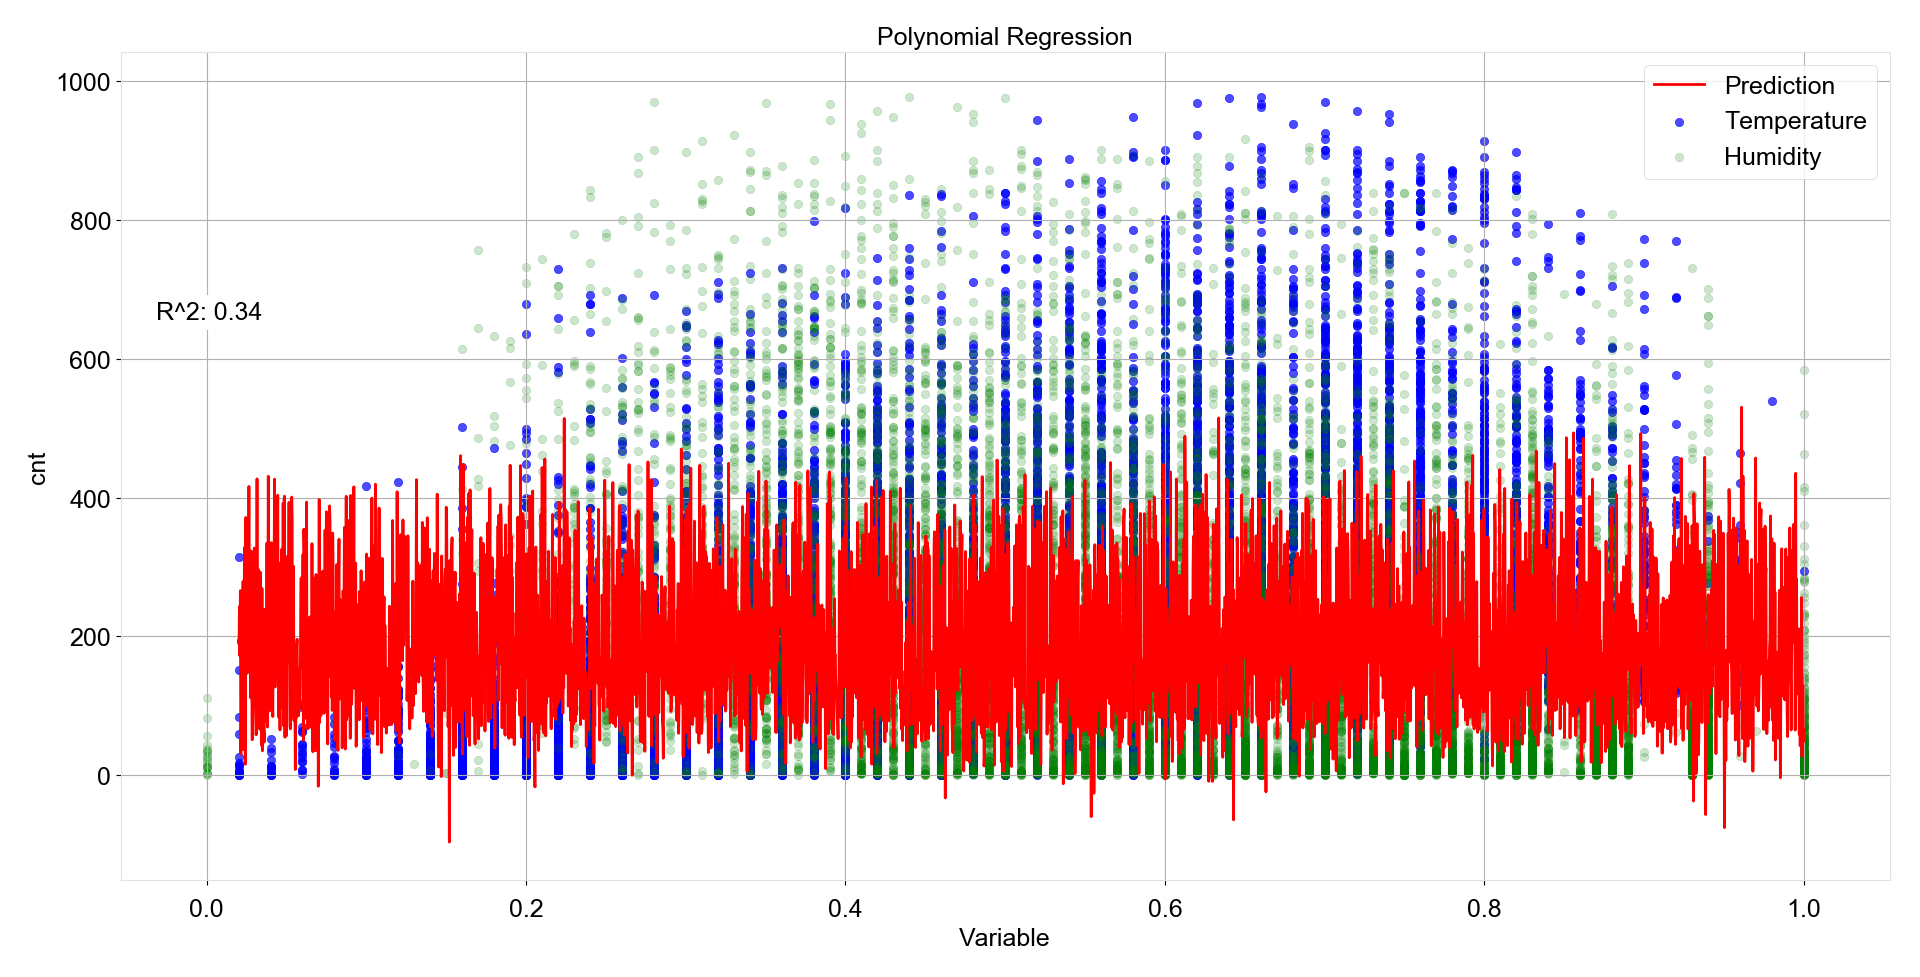 Polynomial Regression
1000
800
600
400
200
0
cnt
R^2: 0.34
Prediction
Temperature
Humidity
0.0 0.2 0.4 0.6 0.8 1.0
Variable